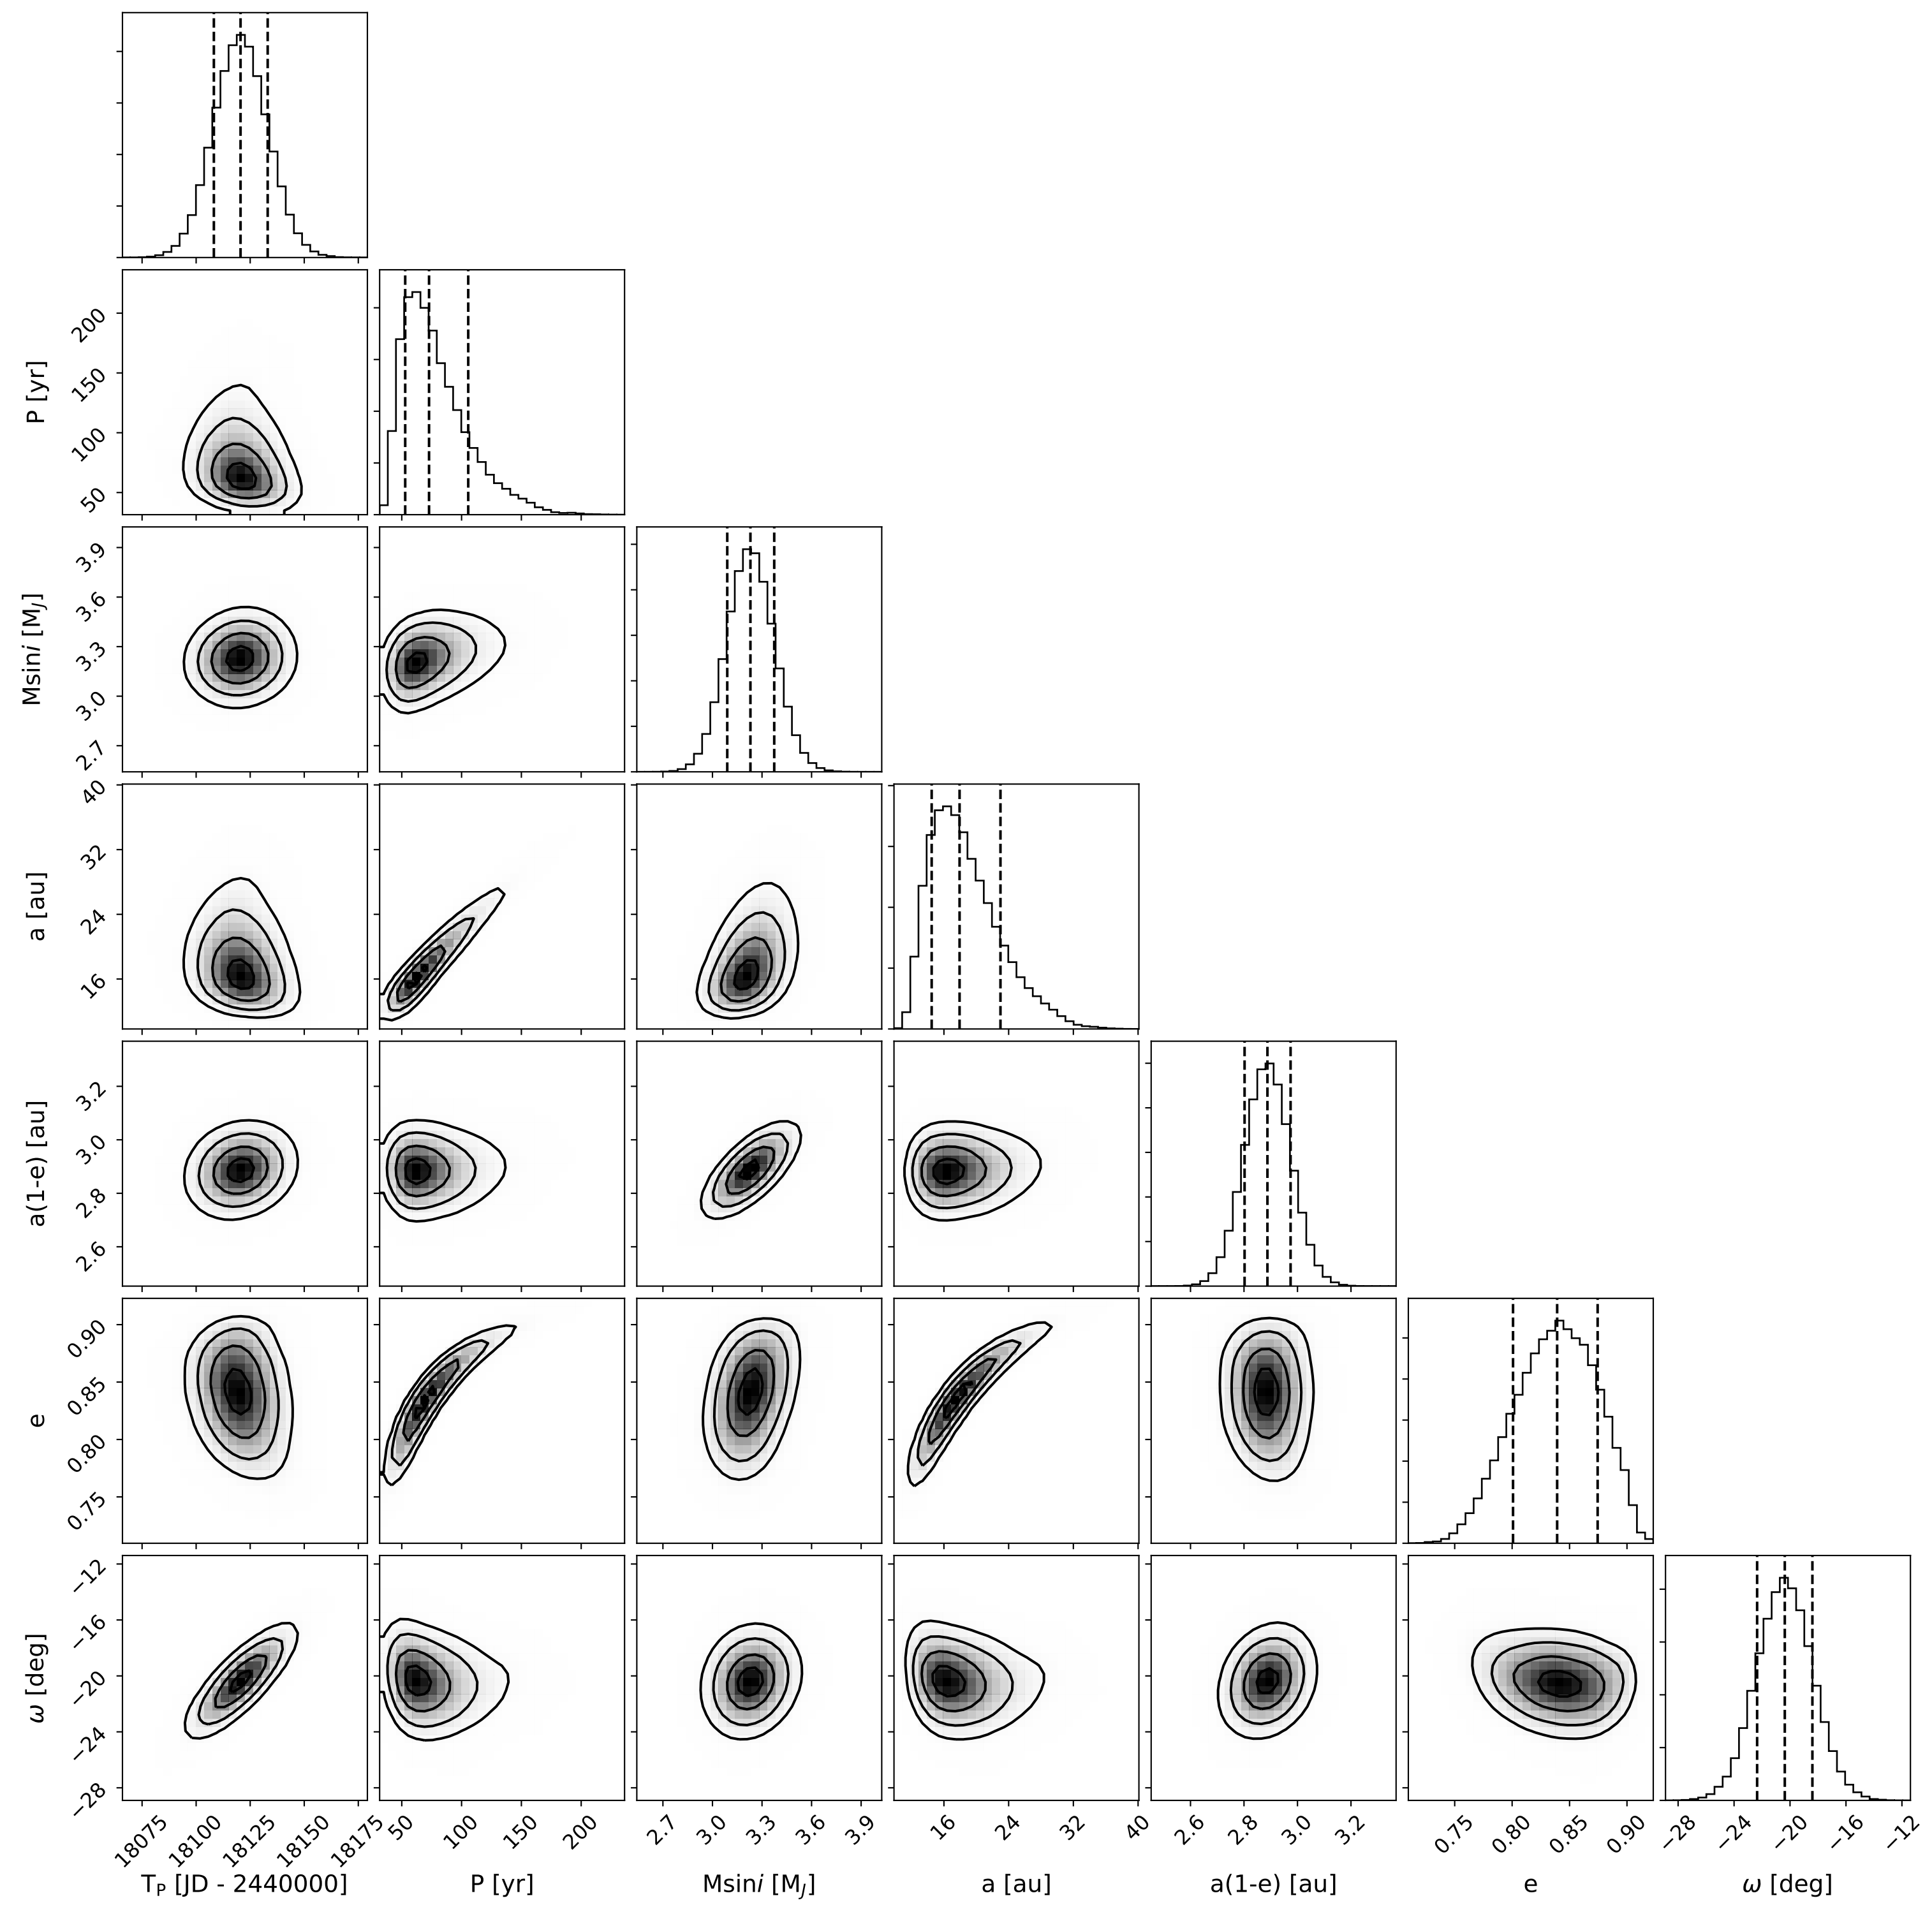 P [yr]
200
150
100
50
Msini [M_J]
3.9
3.6
3.3
3.0
2.7
a [au]
40
32
24
16
a(1-e) [au]
3.2
3.0
2.8
2.6
e
0.90
0.85
0.80
0.75
ω [deg]
−12
−16
−20
−24
−28
18075 18100 18125 18150 18175
50 100 150 200
2.7 3.0 3.3 3.6 3.9
16 24 32 40
2.6 2.8 3.0 3.2
0.75 0.80 0.85 0.90
−28 −24 −20 −16 −12
T_P [JD - 2440000]
P [yr]
Msini [M_J]
a [au]
a(1-e) [au]
e
ω [deg]